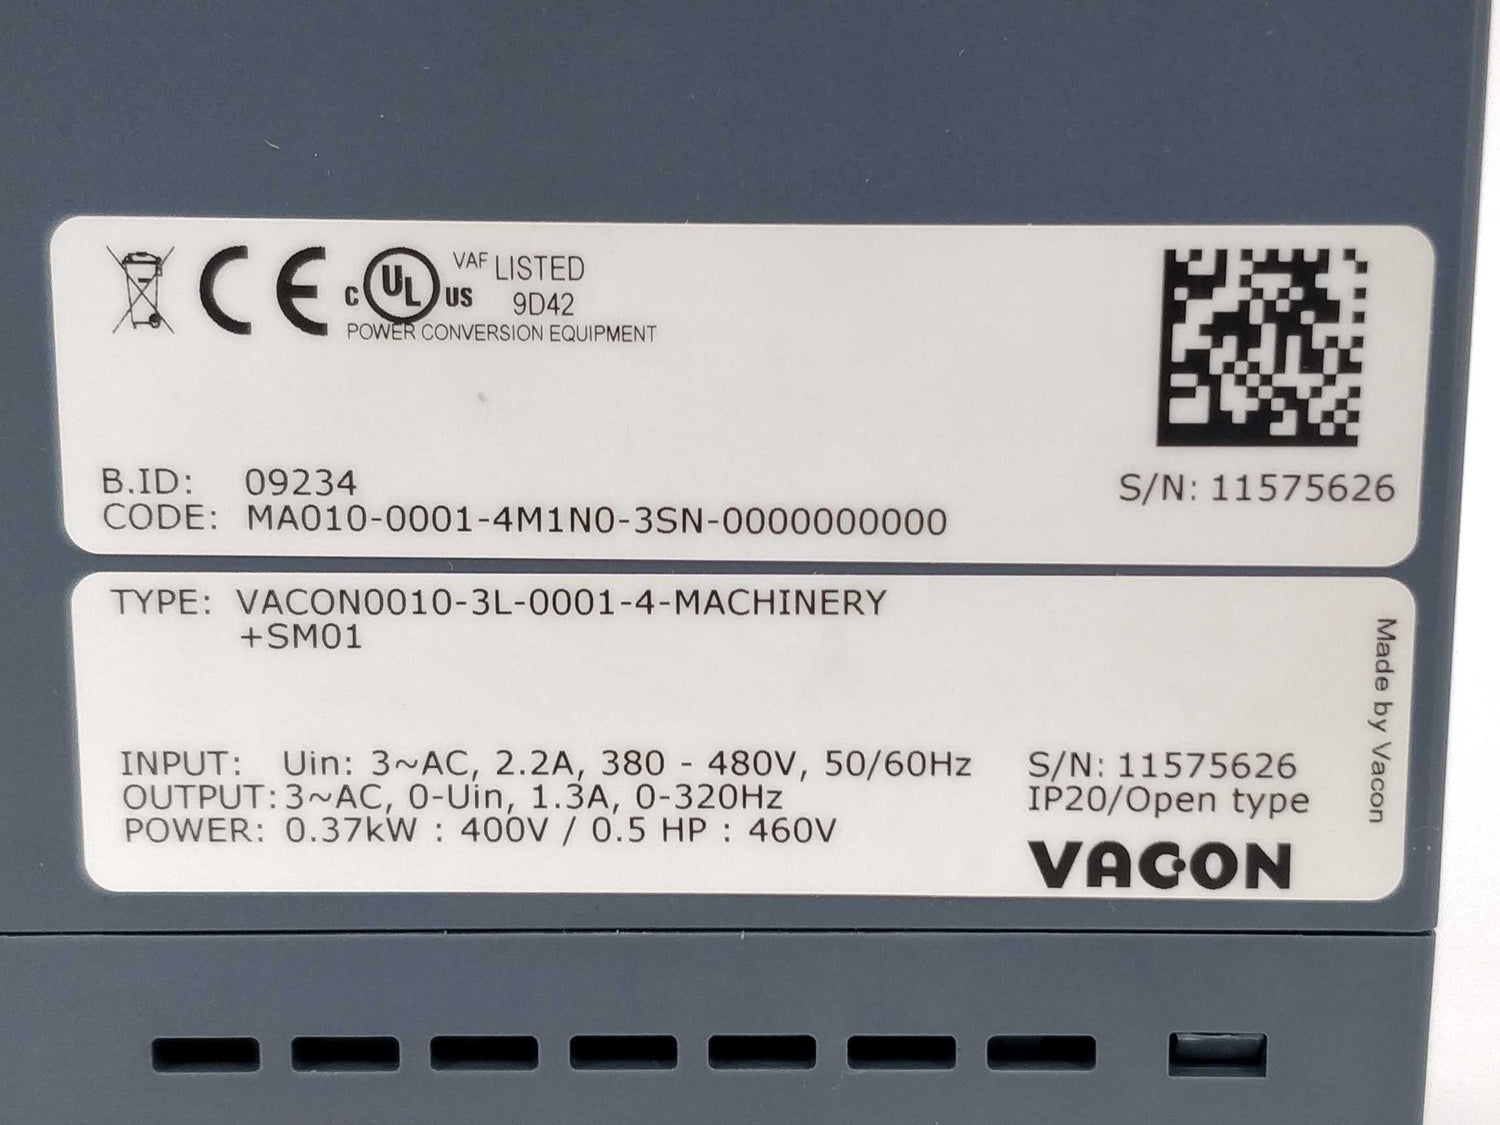 CE
c UL us VAF LISTED
9D42
POWER CONVERSION EQUIPMENT
B.ID: 09234
CODE: MA010-0001-4M1N0-3SN-0000000000
S/N: 11575626
TYPE: VACON0010-3L-0001-4-MACHINERY
+SM01
INPUT: Uin: 3~AC, 2.2A, 380 - 480V, 50/60Hz
OUTPUT: 3~AC, 0-Uin, 1.3A, 0-320Hz
POWER: 0.37kW : 400V / 0.5 HP : 460V
S/N: 11575626
IP20/Open type
VACON
Made by Vacon